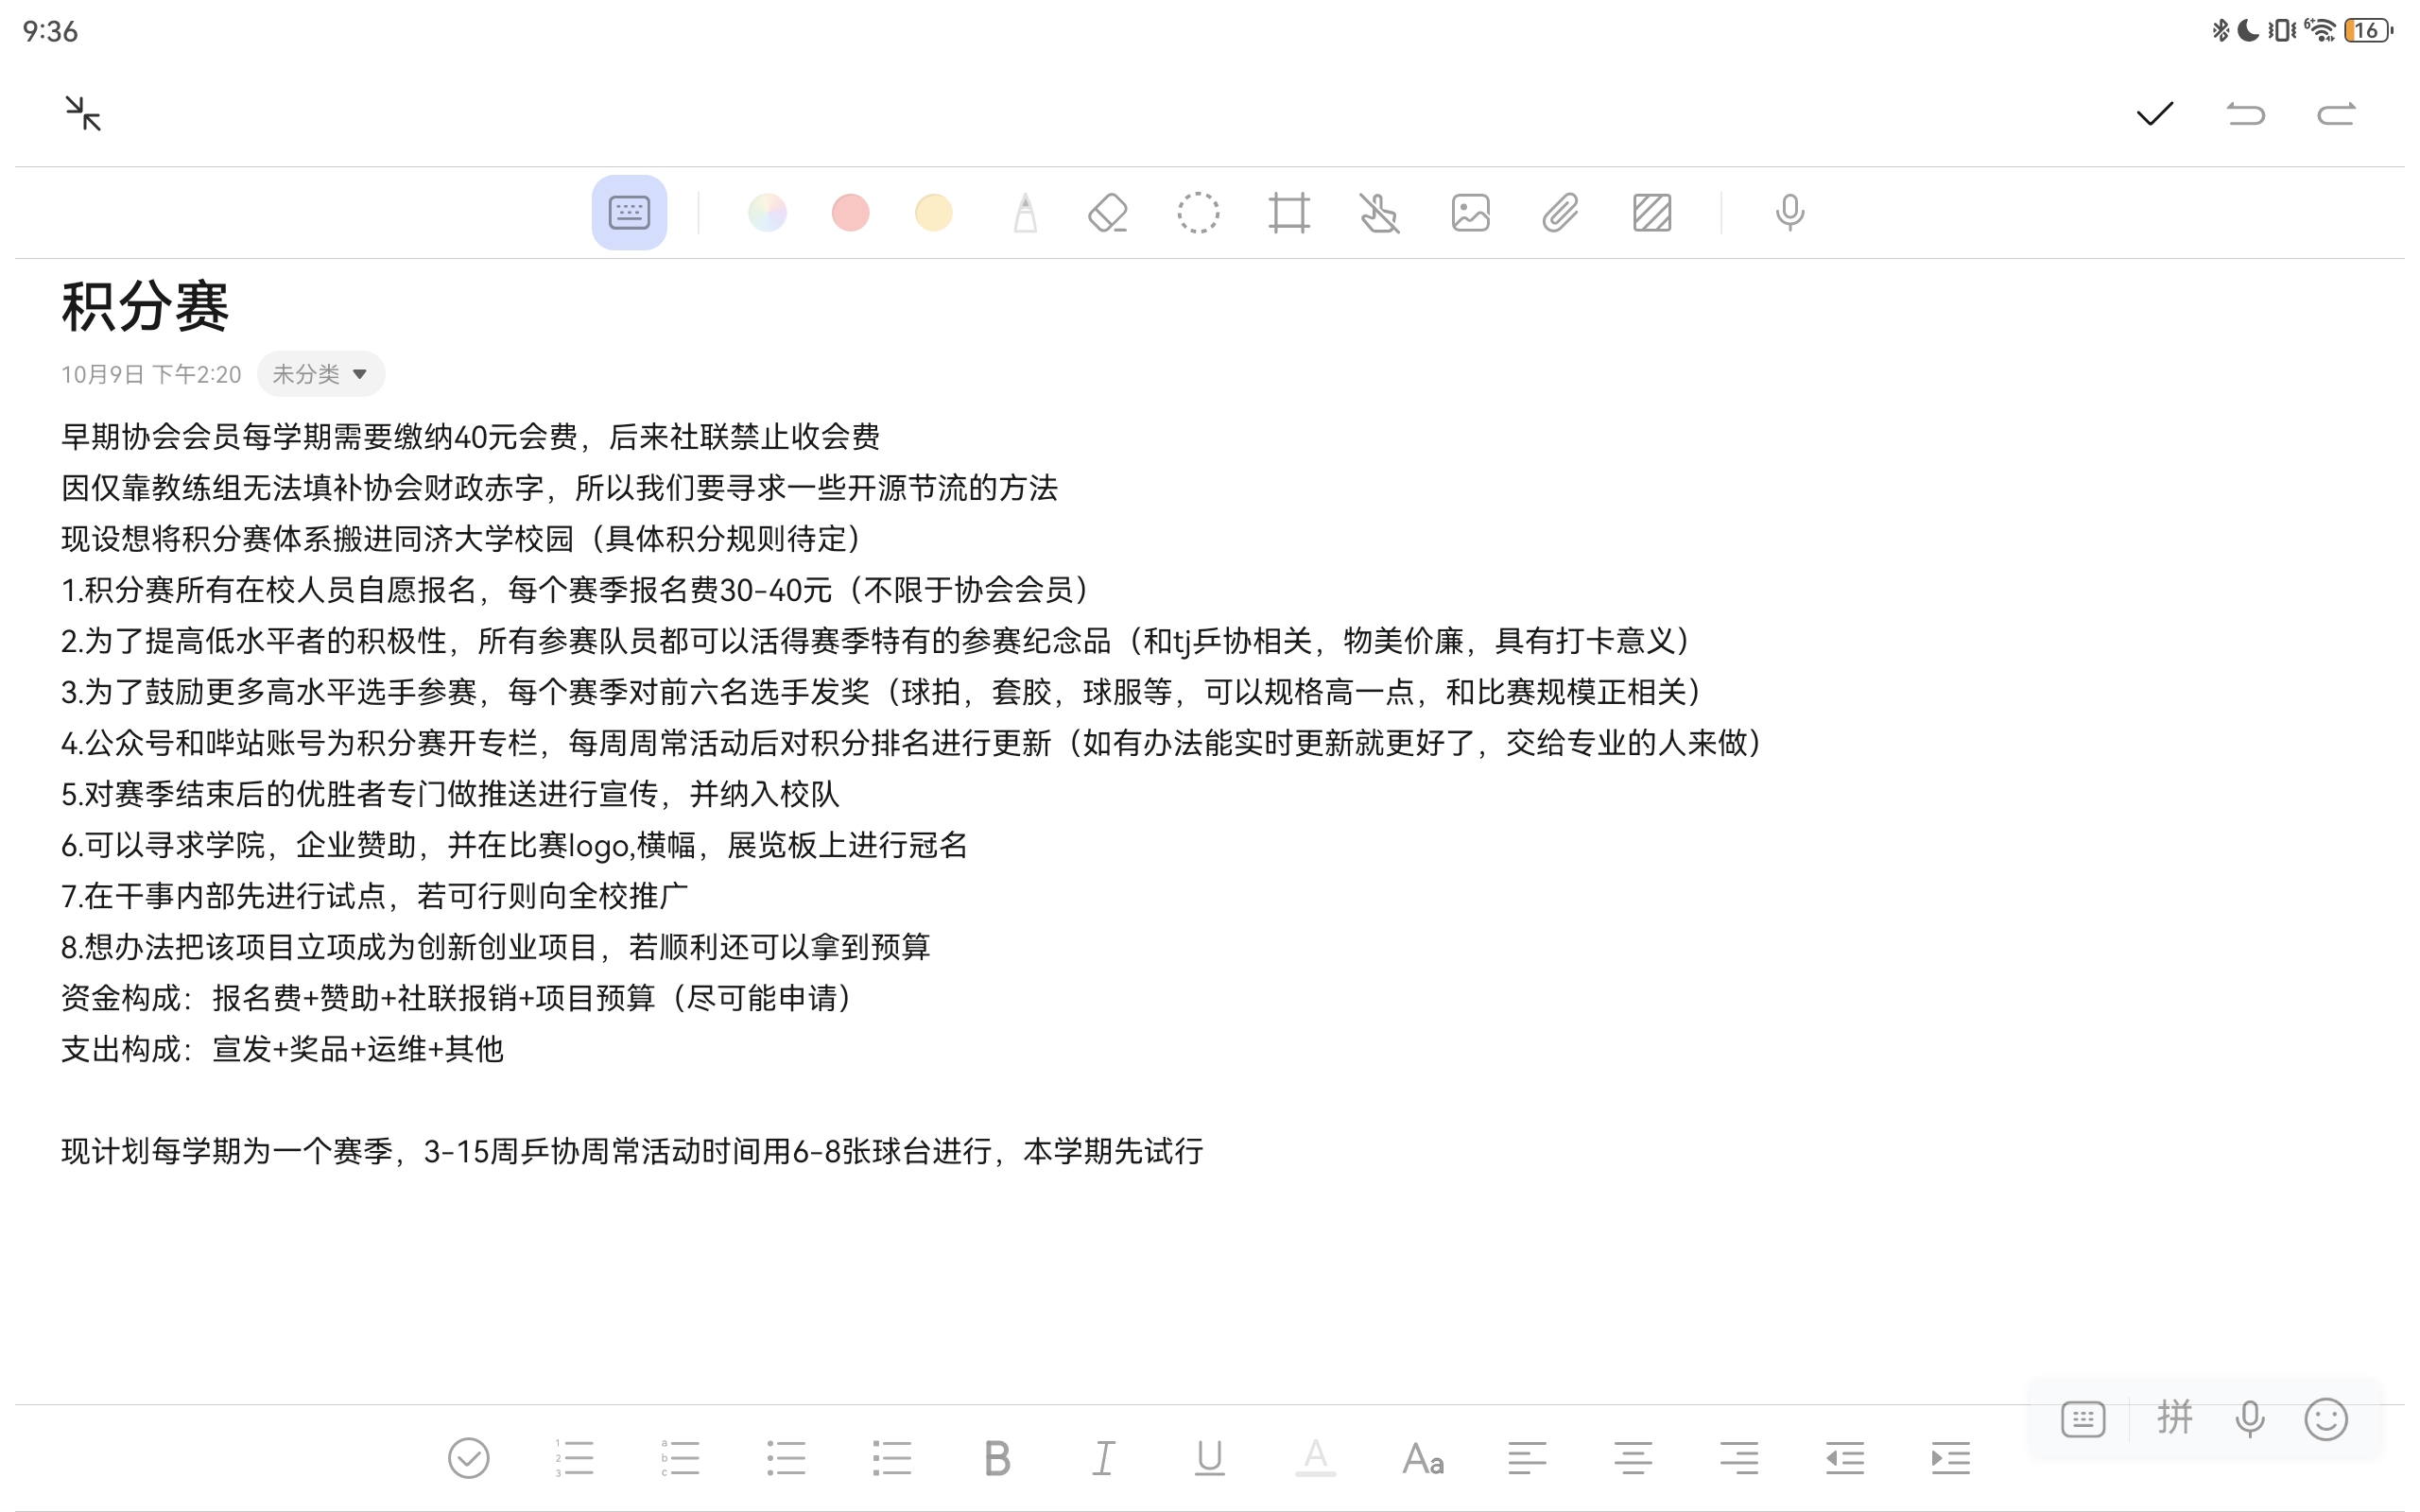 9:36
6+
16
积分赛
10月9日 下午2:20 未分类
早期协会会员每学期需要缴纳40元会费，后来社联禁止收会费
因仅靠教练组无法填补协会财政赤字，所以我们要寻求一些开源节流的方法
现设想将积分赛体系搬进同济大学校园（具体积分规则待定）
1.积分赛所有在校人员自愿报名，每个赛季报名费30-40元（不限于协会会员）
2.为了提高低水平者的积极性，所有参赛队员都可以活得赛季特有的参赛纪念品（和tj乒协相关，物美价廉，具有打卡意义）
3.为了鼓励更多高水平选手参赛，每个赛季对前六名选手发奖（球拍，套胶，球服等，可以规格高一点，和比赛规模正相关）
4.公众号和哔站账号为积分赛开专栏，每周周常活动后对积分排名进行更新（如有办法能实时更新就更好了，交给专业的人来做）
5.对赛季结束后的优胜者专门做推送进行宣传，并纳入校队
6.可以寻求学院，企业赞助，并在比赛logo,横幅，展览板上进行冠名
7.在干事内部先进行试点，若可行则向全校推广
8.想办法把该项目立项成为创新创业项目，若顺利还可以拿到预算
资金构成：报名费+赞助+社联报销+项目预算（尽可能申请）
支出构成：宣发+奖品+运维+其他
现计划每学期为一个赛季，3-15周乒协周常活动时间用6-8张球台进行，本学期先试行
拼
1 2 3
a b c
B I U A Aa